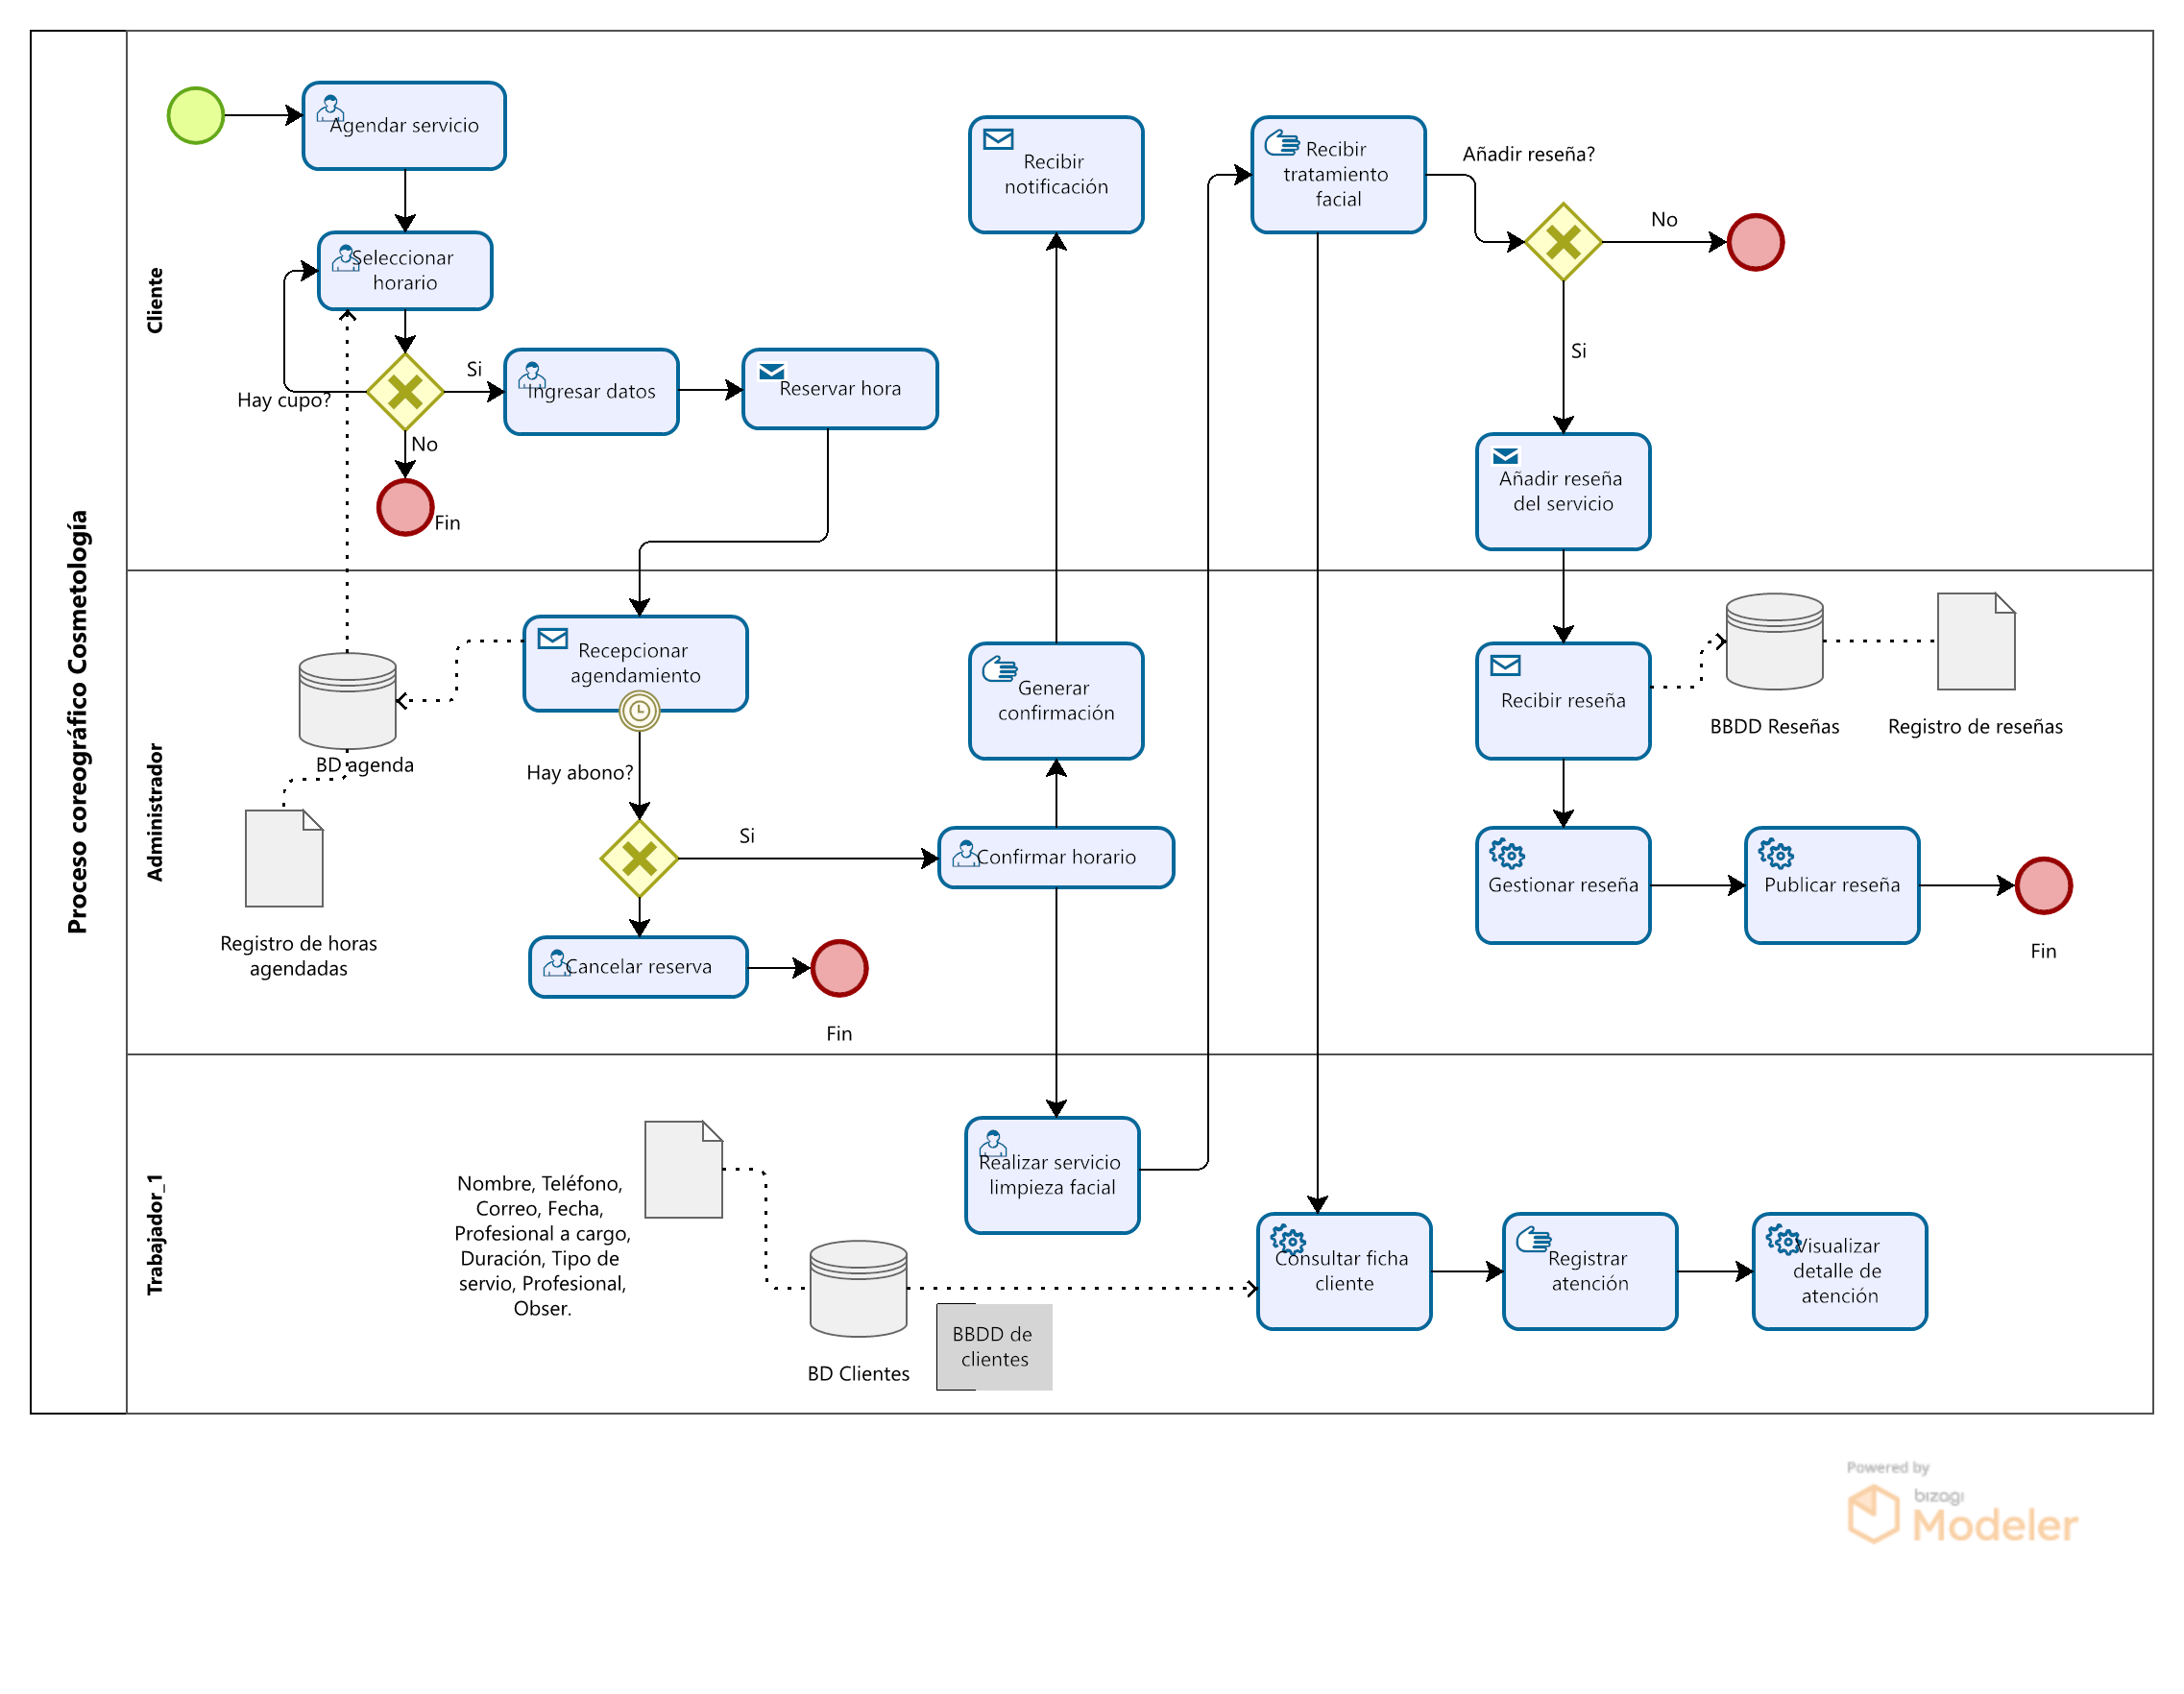 Proceso coreográfico Cosmetología
Cliente
Agendar servicio
Seleccionar
horario
Hay cupo?
Si
No
Fin
Ingresar datos
Reservar hora
Recibir
notificación
Recibir
tratamiento
facial
Añadir reseña?
No
Si
Añadir reseña
del servicio
Administrador
BD agenda
Registro de horas
agendadas
Recepcionar
agendamiento
Hay abono?
Si
Cancelar reserva
Fin
Confirmar horario
Generar
confirmación
Recibir reseña
BBDD Reseñas
Registro de reseñas
Gestionar reseña
Publicar reseña
Fin
Trabajador_1
Nombre, Teléfono,
Correo, Fecha,
Profesional a cargo,
Duración, Tipo de
servio, Profesional,
Obser.
BD Clientes
BBDD de
clientes
Realizar servicio
limpieza facial
Consultar ficha
cliente
Registrar
atención
Visualizar
detalle de
atención
Powered by
bizagi
Modeler